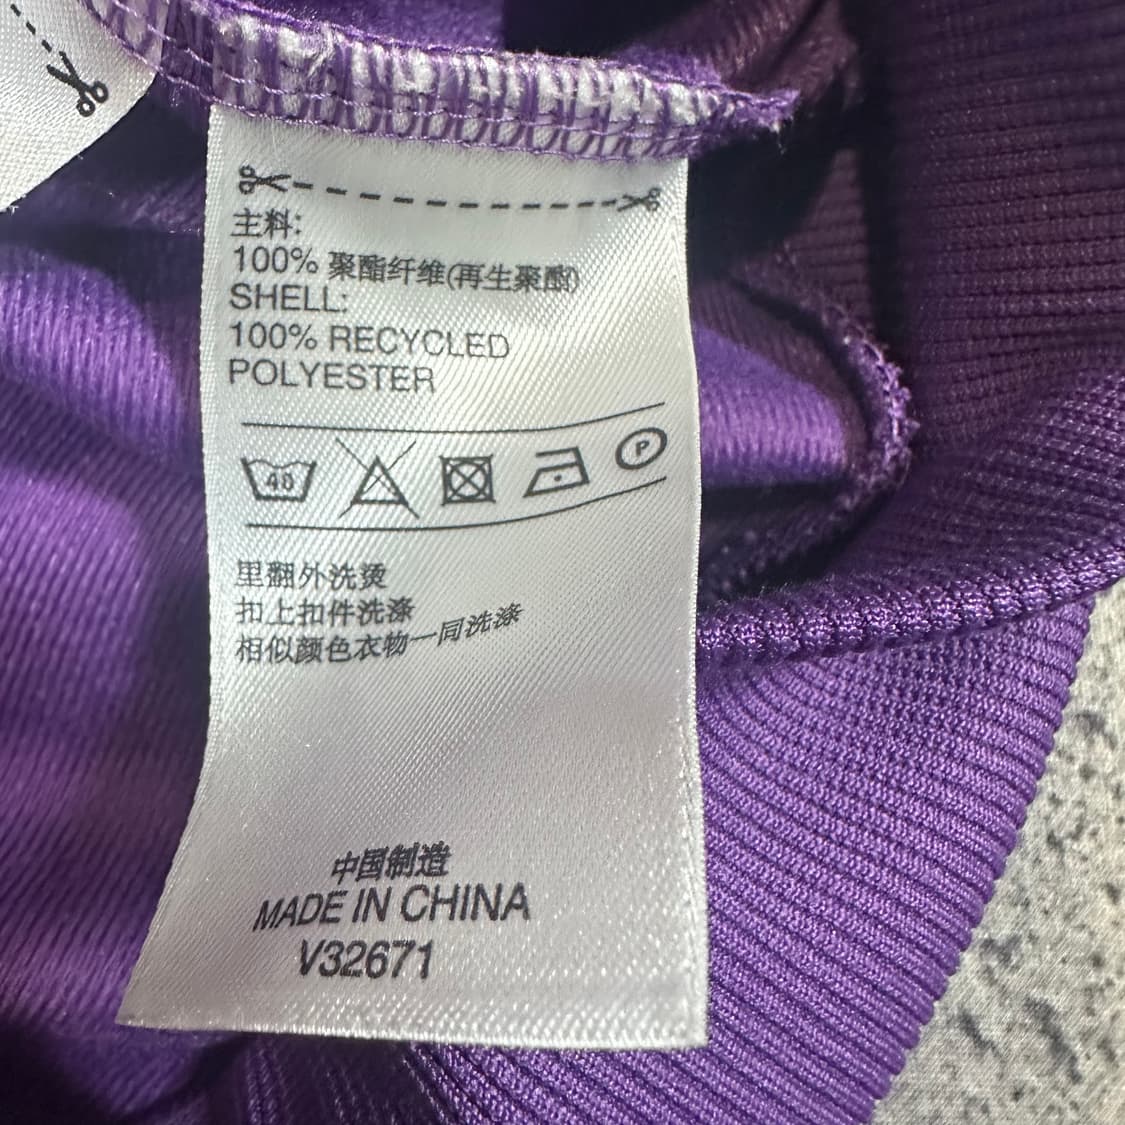 主料:
100% 聚酯纤维(再生聚酯)
SHELL:
100% RECYCLED
POLYESTER
40
P
里翻外洗烫
扣上扣件洗涤
相似颜色衣物一同洗涤
中国制造
MADE IN CHINA
V32671